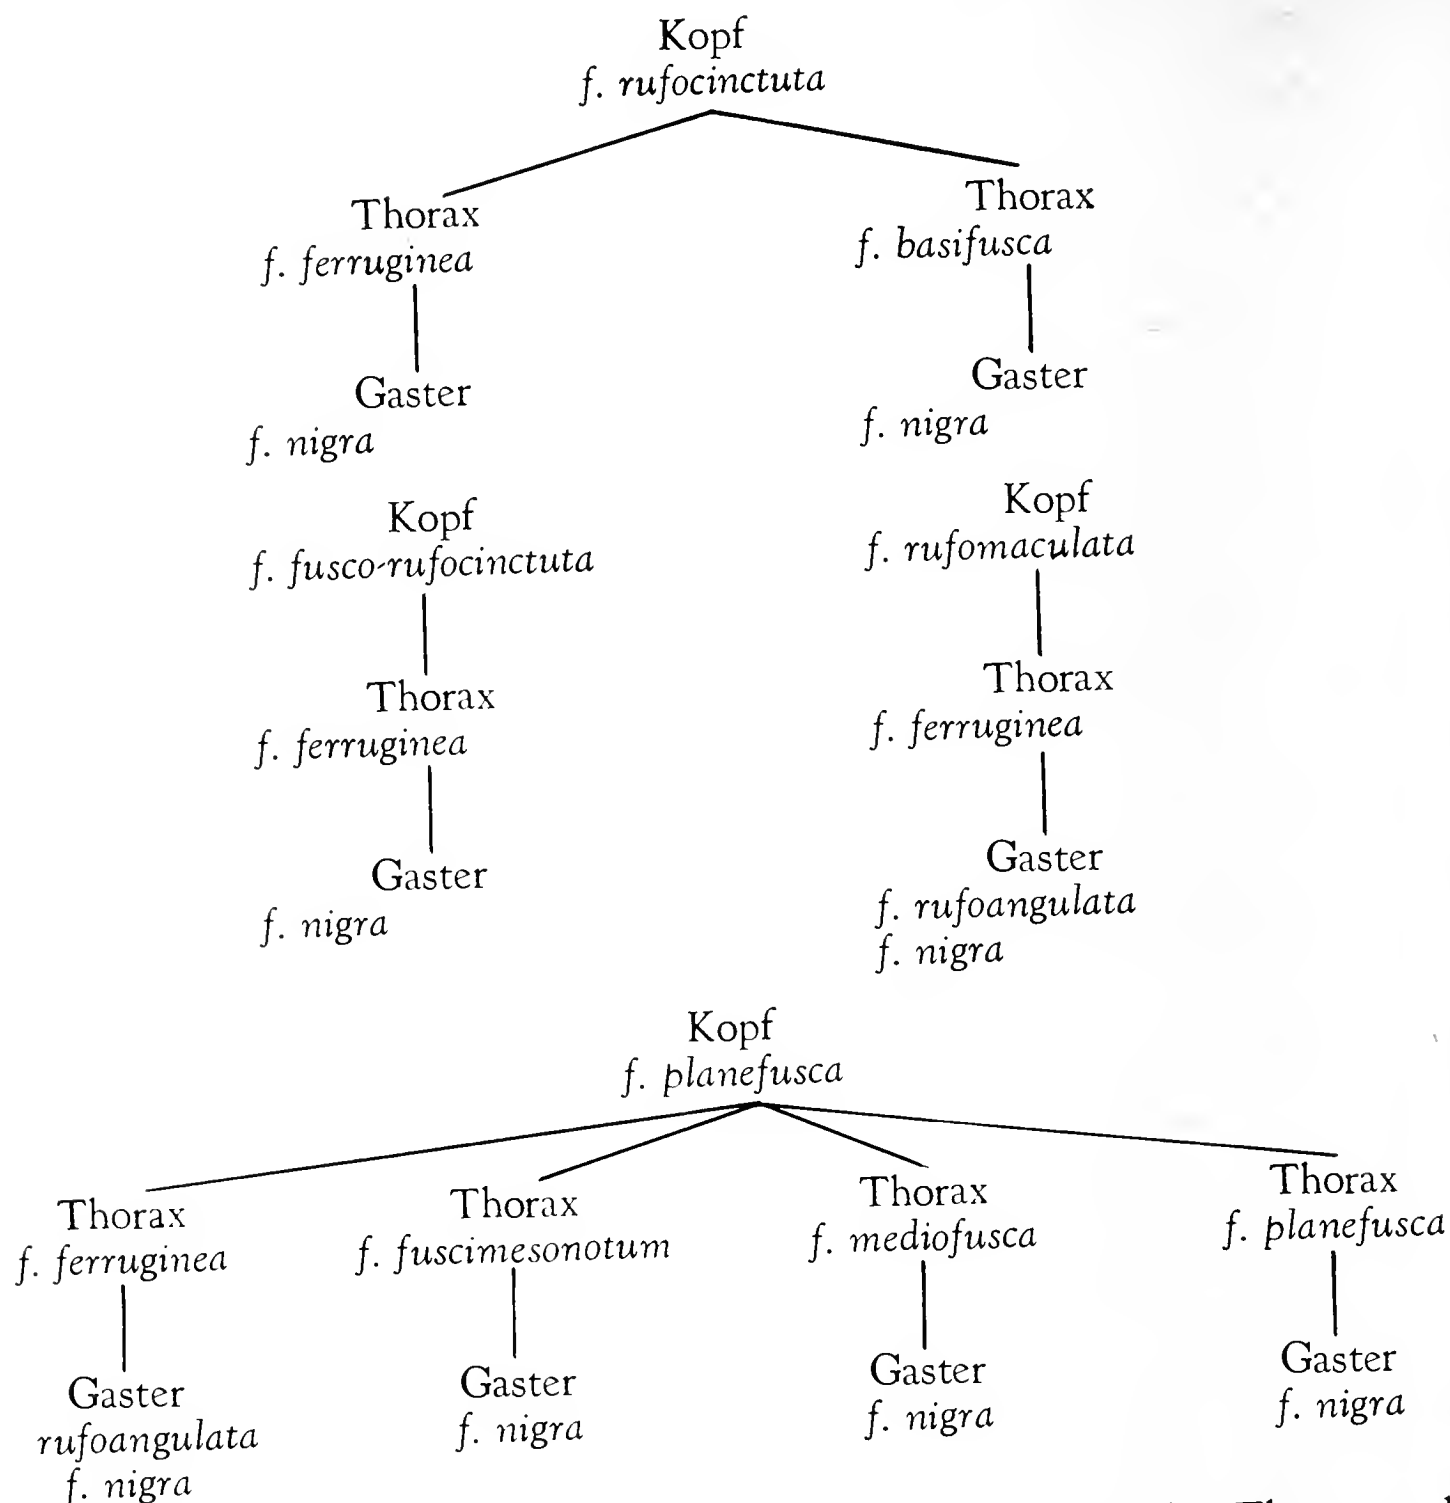 Kopf
f. rufocinctuta
Thorax
f. ferruginea
Gaster
f. nigra
Thorax
f. basifusca
Gaster
f. nigra
Kopf
f. fusco-rufocinctuta
Thorax
f. ferruginea
Gaster
f. nigra
Kopf
f. rufomaculata
Thorax
f. ferruginea
Gaster
f. rufoangulata
f. nigra
Kopf
f. planefusca
Thorax
f. ferruginea
Gaster
rufoangulata
f. nigra
Thorax
f. fuscimesonotum
Gaster
f. nigra
Thorax
f. mediofusca
Gaster
f. nigra
Thorax
f. planefusca
Gaster
f. nigra